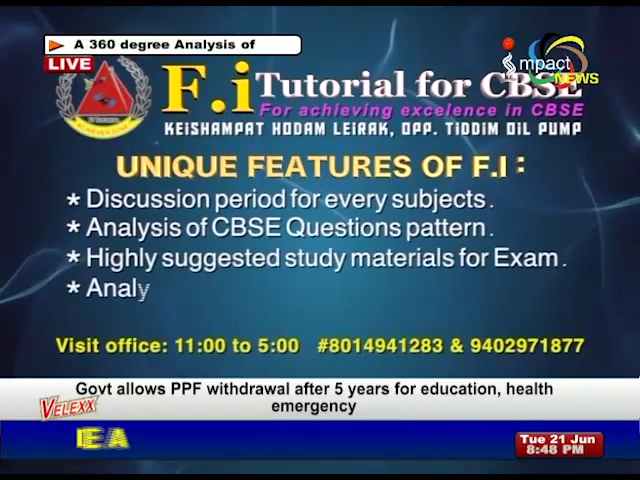 A 360 degree Analysis of
LIVE
impact
NEWS
F.i Tutorial for CBSE
For achieving excelence in CBSE
KEISHAMPAT HODAM LEIRAK, OPP. TIDDIM OIL PUMP
UNIQUE FEATURES OF F.I :
* Discussion period for every subjects.
* Analysis of CBSE Questions pattern.
* Highly suggested study materials for Exam.
* Analy
Visit office: 11:00 to 5:00 #8014941283 & 9402971877
Govt allows PPF withdrawal after 5 years for education, health
emergency
VELEXX
EA
Tue 21 Jun
8:48 PM